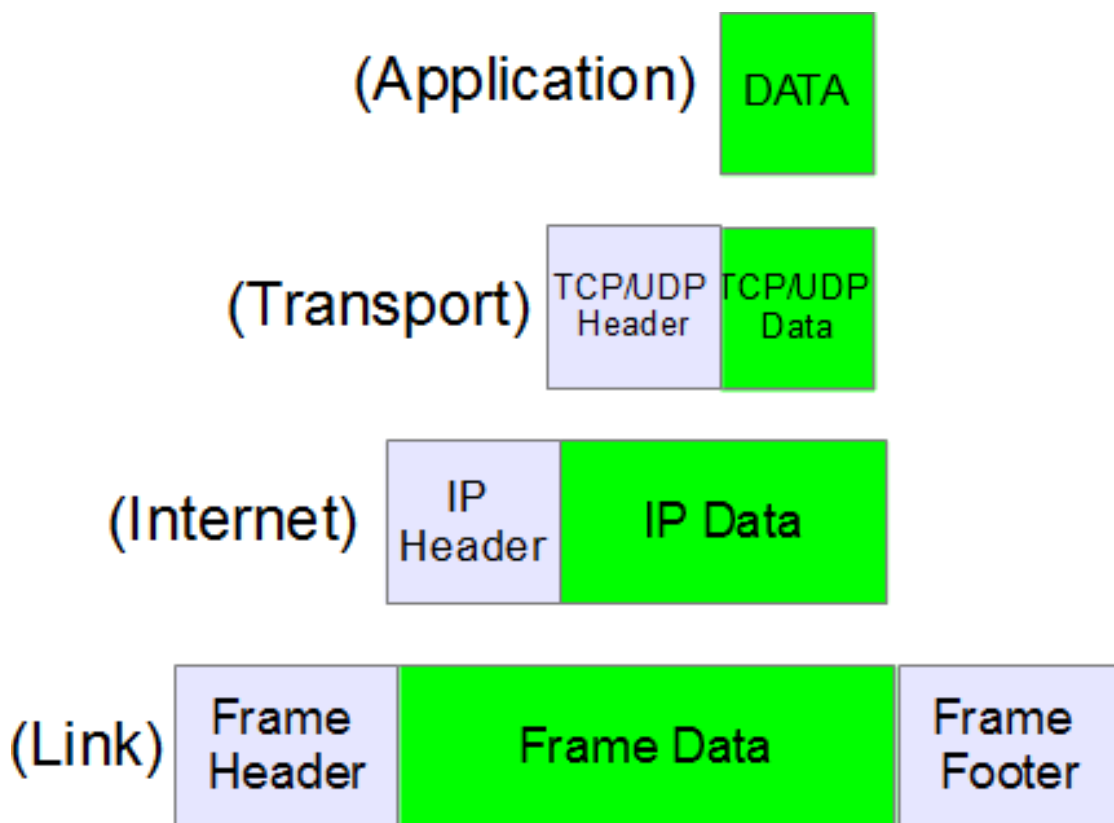 (Application)
DATA
(Transport)
TCP/UDP
Header
TCP/UDP
Data
(Internet)
IP
Header
IP Data
(Link)
Frame
Header
Frame Data
Frame
Footer